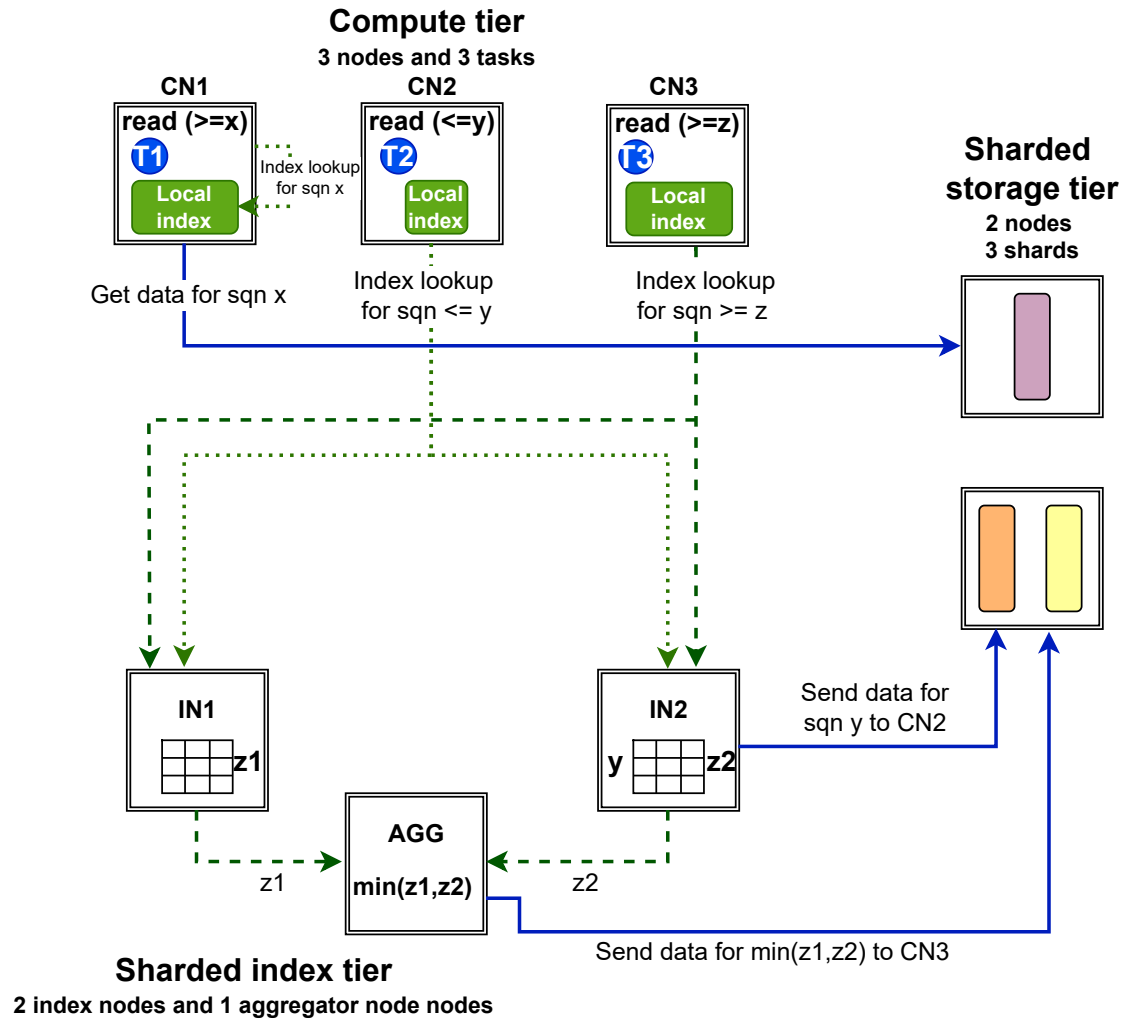 Compute tier
3 nodes and 3 tasks
CN1
CN2
CN3
read (>=x)
T1
Local
index
Index lookup
for sqn x
read (<=y)
T2
Local
index
read (>=z)
T3
Local
index
Sharded
storage tier
2 nodes
3 shards
Get data for sqn x
Index lookup
for sqn <= y
Index lookup
for sqn >= z
IN1
z1
IN2
y
z2
Send data for
sqn y to CN2
AGG
min(z1,z2)
z1
z2
Send data for min(z1,z2) to CN3
Sharded index tier
2 index nodes and 1 aggregator node nodes